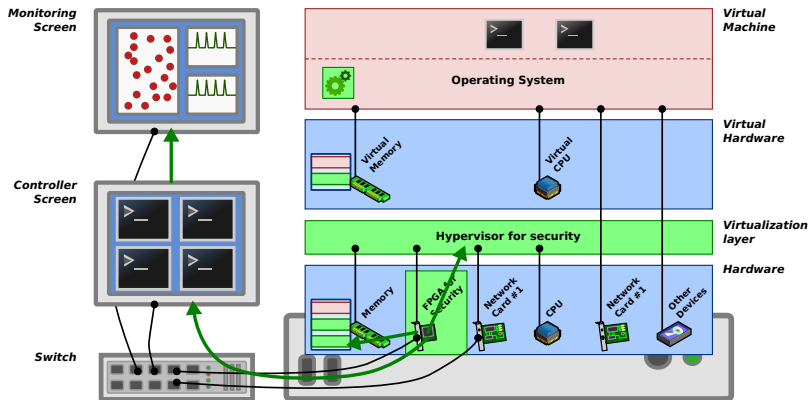 Monitoring
Screen
Virtual
Machine
>_
>_
Operating System
Virtual
Hardware
Virtual
Memory
Virtual
CPU
Controller
Screen
>_
>_
>_
>_
Hypervisor for security
Virtualization
layer
Hardware
Memory
FPGA for
Security
Network
Card #1
CPU
Network
Card #1
Other
Devices
Switch